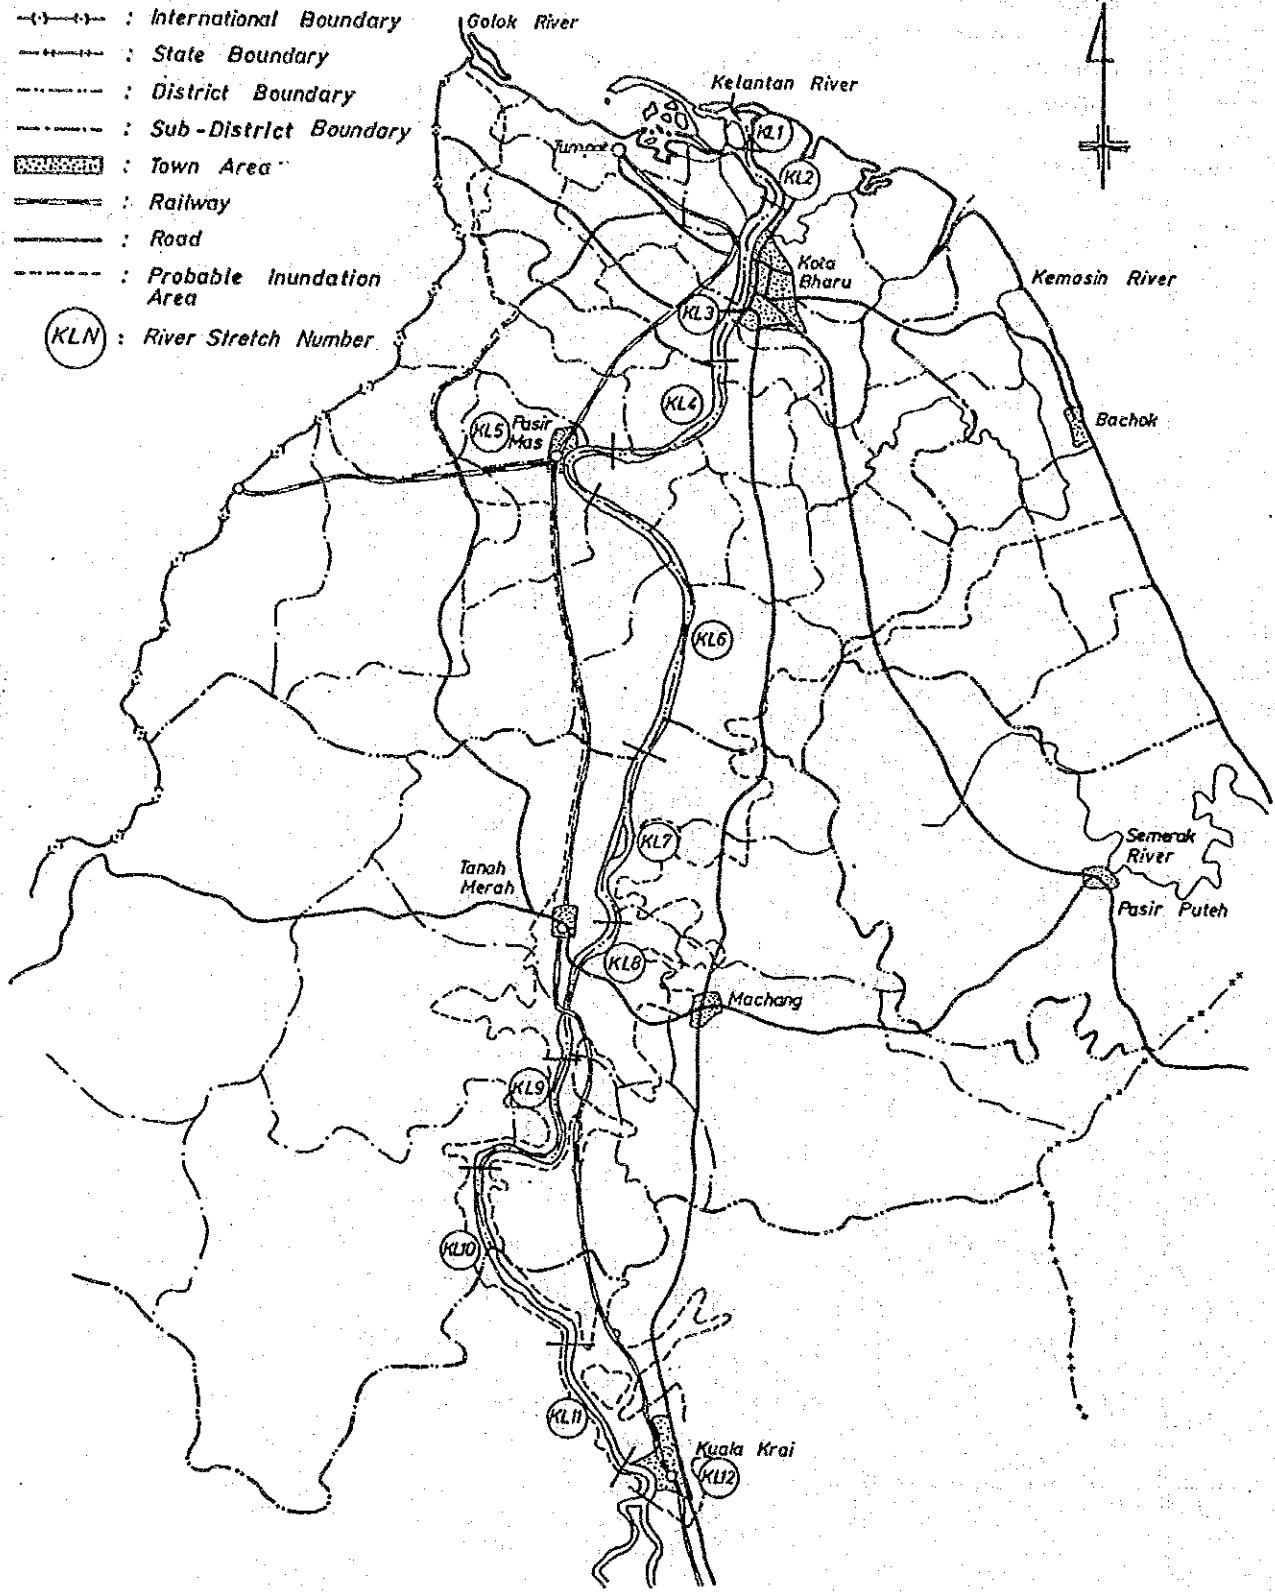 : International Boundary
: State Boundary
: District Boundary
: Sub-District Boundary
: Town Area
: Railway
: Road
: Probable Inundation
Area
KLN : River Stretch Number
Golok River
Kelantan River
KL1
Tumpat
KL2
Kota
Bharu
Kemasin River
KL3
KL4
Bachok
KL5
Pasir
Mas
KL6
KL7
Semerak
River
Tanah
Merah
Pasir Puteh
KL8
Machang
KL9
KL10
KL11
Kuala Krai
KL12